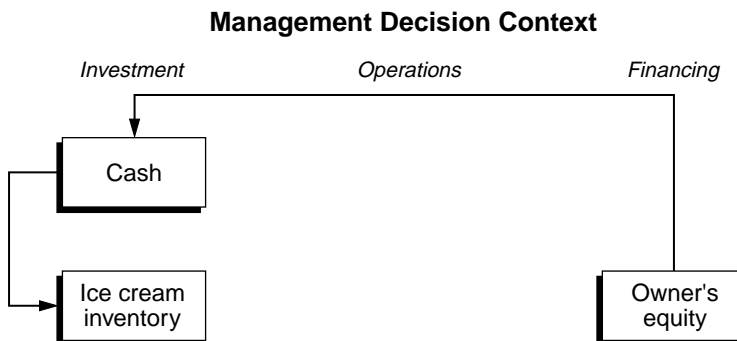 Management Decision Context
Investment Operations Financing
Cash
Ice cream
inventory
Owner's
equity